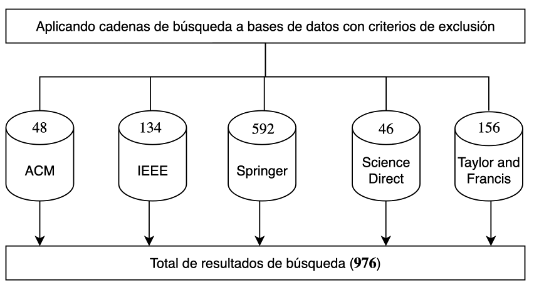 Aplicando cadenas de búsqueda a bases de datos con criterios de exclusión
48
134
592
46
156
ACM
IEEE
Springer
Science
Direct
Taylor and
Francis
Total de resultados de búsqueda (976)